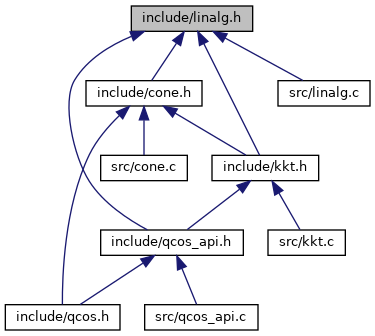 include/linalg.h
include/cone.h
src/linalg.c
src/cone.c
include/kkt.h
include/qcos_api.h
src/kkt.c
include/qcos.h
src/qcos_api.c